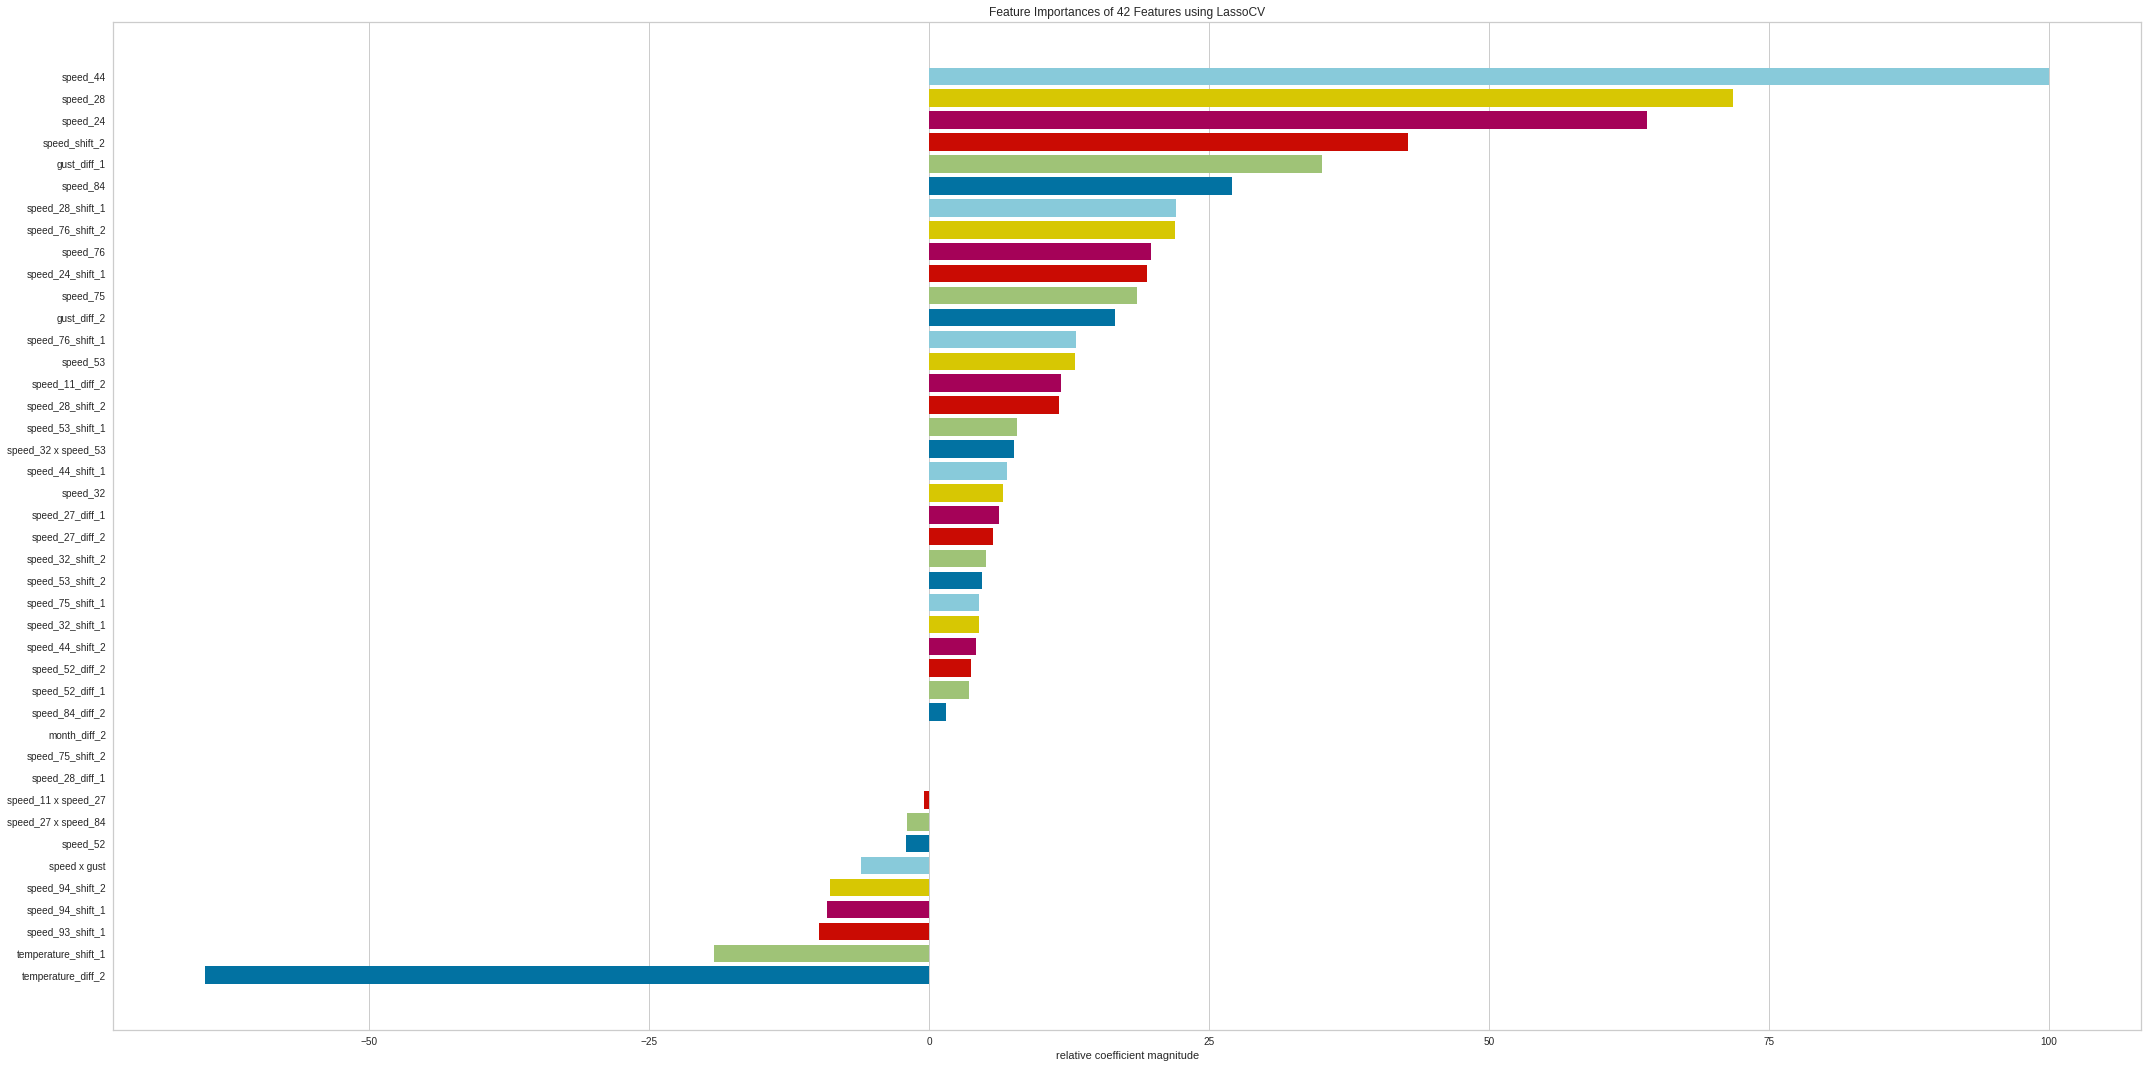 Feature Importances of 42 Features using LassoCV
speed_44
speed_28
speed_24
speed_shift_2
gust_diff_1
speed_84
speed_28_shift_1
speed_76_shift_2
speed_76
speed_24_shift_1
speed_75
gust_diff_2
speed_76_shift_1
speed_53
speed_11_diff_2
speed_28_shift_2
speed_53_shift_1
speed_32 x speed_53
speed_44_shift_1
speed_32
speed_27_diff_1
speed_27_diff_2
speed_32_shift_2
speed_53_shift_2
speed_75_shift_1
speed_32_shift_1
speed_44_shift_2
speed_52_diff_2
speed_52_diff_1
speed_84_diff_2
month_diff_2
speed_75_shift_2
speed_28_diff_1
speed_11 x speed_27
speed_27 x speed_84
speed_52
speed x gust
speed_94_shift_2
speed_94_shift_1
speed_93_shift_1
temperature_shift_1
temperature_diff_2
−50 −25 0 25 50 75 100
relative coefficient magnitude